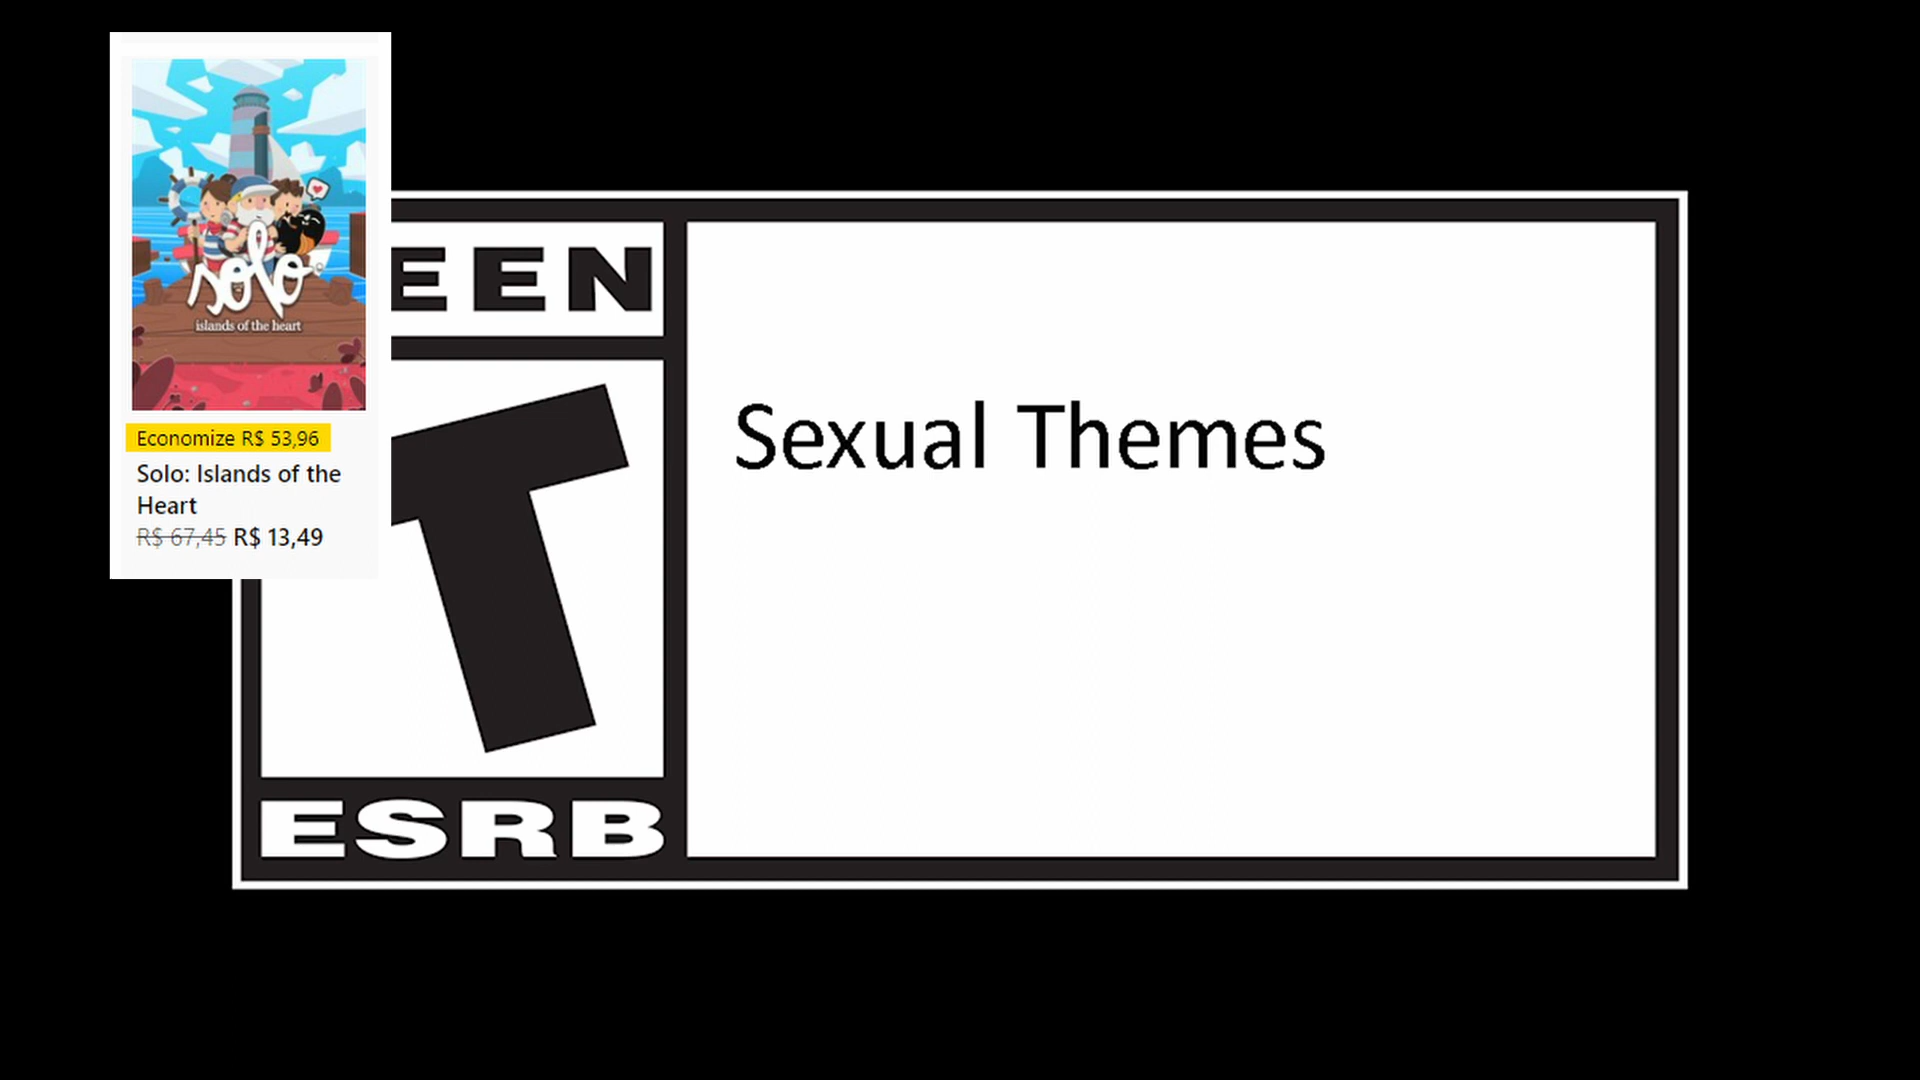 solo
islands of the heart
Economize R$ 53,96
Solo: Islands of the
Heart
R$ 67,45 R$ 13,49
EEN
T
ESRB
Sexual Themes